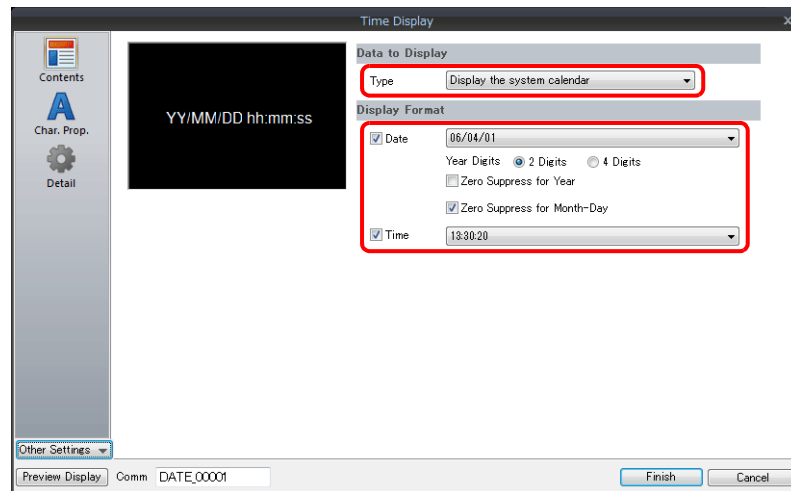 Time Display
x
Contents
Char. Prop.
Detail
YY/MM/DD hh:mm:ss
Data to Display
Type Display the system calendar
Display Format
Date 06/04/01
Year Digits 2 Digits 4 Digits
Zero Suppress for Year
Zero Suppress for Month-Day
Time 13:30:20
Other Settings
Preview Display Comm DATE_00001 Finish Cancel